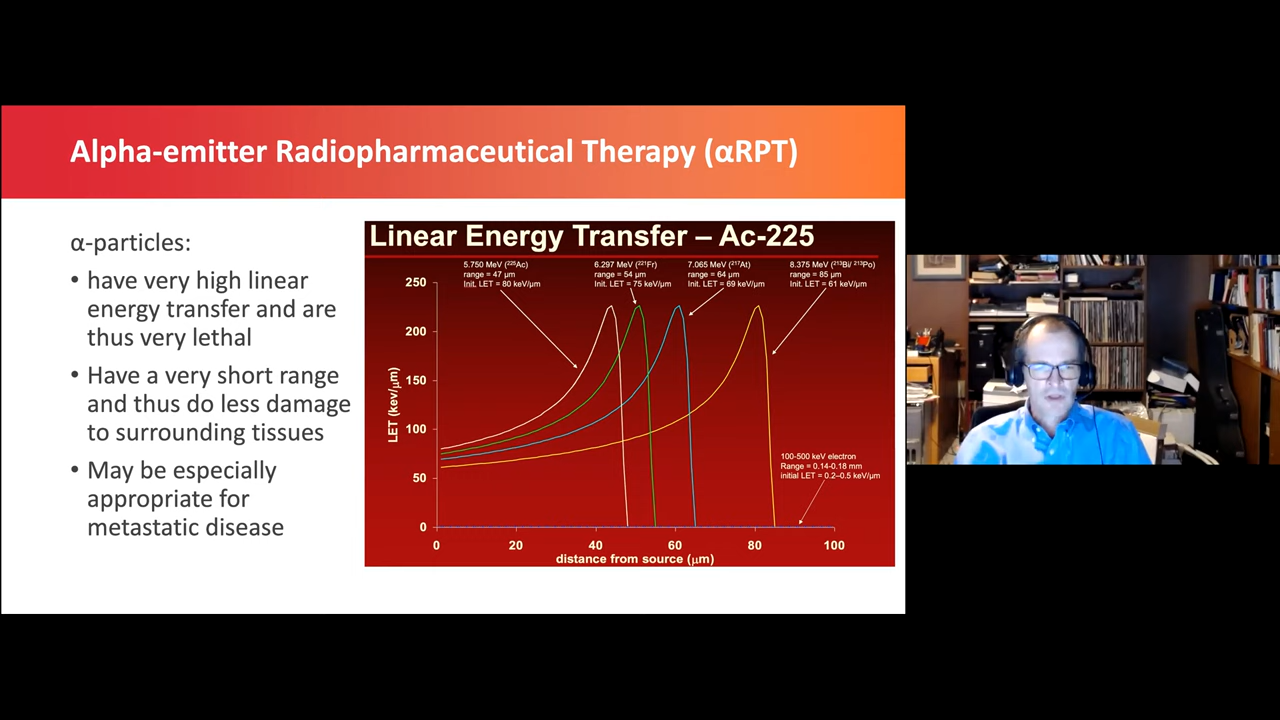 Alpha-emitter Radiopharmaceutical Therapy (αRPT)
α-particles:
• have very high linear
energy transfer and are
thus very lethal
• Have a very short range
and thus do less damage
to surrounding tissues
• May be especially
appropriate for
metastatic disease
Linear Energy Transfer – Ac-225
5.750 MeV (²²⁵Ac)
range = 47 μm
Init. LET = 80 keV/μm
6.297 MeV (²²¹Fr)
range = 54 μm
Init. LET = 75 keV/μm
7.065 MeV (²¹⁷At)
range = 64 μm
Init. LET = 69 keV/μm
8.375 MeV (²¹³Bi/ ²¹³Po)
range = 85 μm
Init. LET = 61 keV/μm
250
200
150
100
50
0
LET (kev/μm)
100-500 keV electron
Range = 0.14-0.18 mm
initial LET = 0.2–0.5 keV/μm
0 20 40 60 80 100
distance from source (μm)